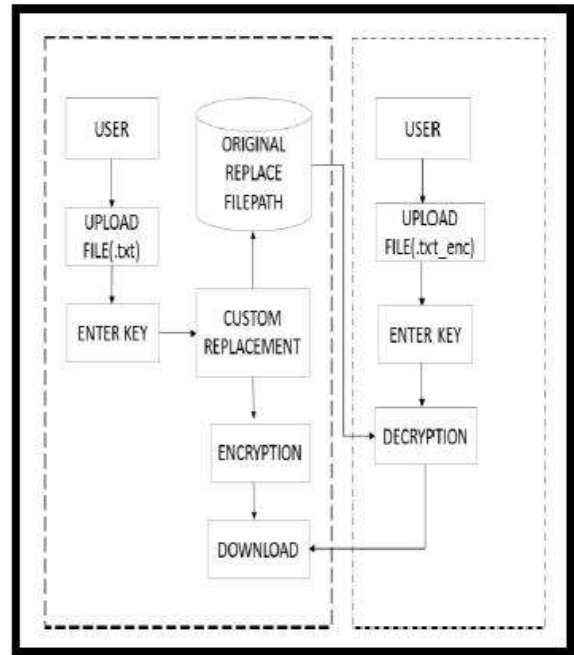 USER
UPLOAD
FILE(.txt)
ENTER KEY
ORIGINAL
REPLACE
FILEPATH
CUSTOM
REPLACEMENT
ENCRYPTION
DOWNLOAD
USER
UPLOAD
FILE(.txt_enc)
ENTER KEY
DECRYPTION